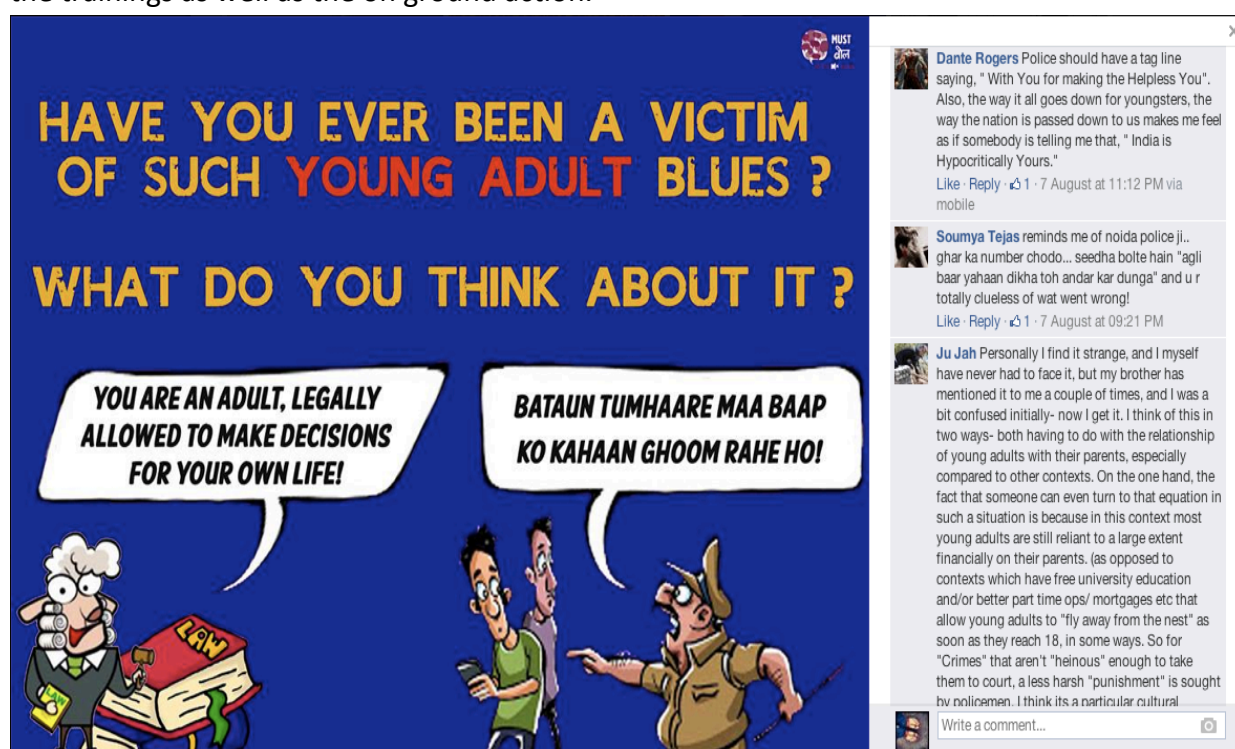 the trainings as well as the on ground action.
MUST
बोल
HAVE YOU EVER BEEN A VICTIM
OF SUCH YOUNG ADULT BLUES ?
WHAT DO YOU THINK ABOUT IT ?
YOU ARE AN ADULT, LEGALLY
ALLOWED TO MAKE DECISIONS
FOR YOUR OWN LIFE!
BATAUN TUMHAARE MAA BAAP
KO KAHAAN GHOOM RAHE HO!
LAW
LAW
Dante Rogers Police should have a tag line
saying, " With You for making the Helpless You".
Also, the way it all goes down for youngsters, the
way the nation is passed down to us makes me feel
as if somebody is telling me that, " India is
Hypocritically Yours."
Like · Reply · 1 · 7 August at 11:12 PM via
mobile
Soumya Tejas reminds me of noida police ji..
ghar ka number chodo... seedha bolte hain "agli
baar yahaan dikha toh andar kar dunga" and u r
totally clueless of wat went wrong!
Like · Reply · 1 · 7 August at 09:21 PM
Ju Jah Personally I find it strange, and I myself
have never had to face it, but my brother has
mentioned it to me a couple of times, and I was a
bit confused initially- now I get it. I think of this in
two ways- both having to do with the relationship
of young adults with their parents, especially
compared to other contexts. On the one hand, the
fact that someone can even turn to that equation in
such a situation is because in this context most
young adults are still reliant to a large extent
financially on their parents. (as opposed to
contexts which have free university education
and/or better part time ops/ mortgages etc that
allow young adults to "fly away from the nest" as
soon as they reach 18, in some ways. So for
"Crimes" that aren't "heinous" enough to take
them to court, a less harsh "punishment" is sought
by policemen. I think its a particular cultural
Write a comment...